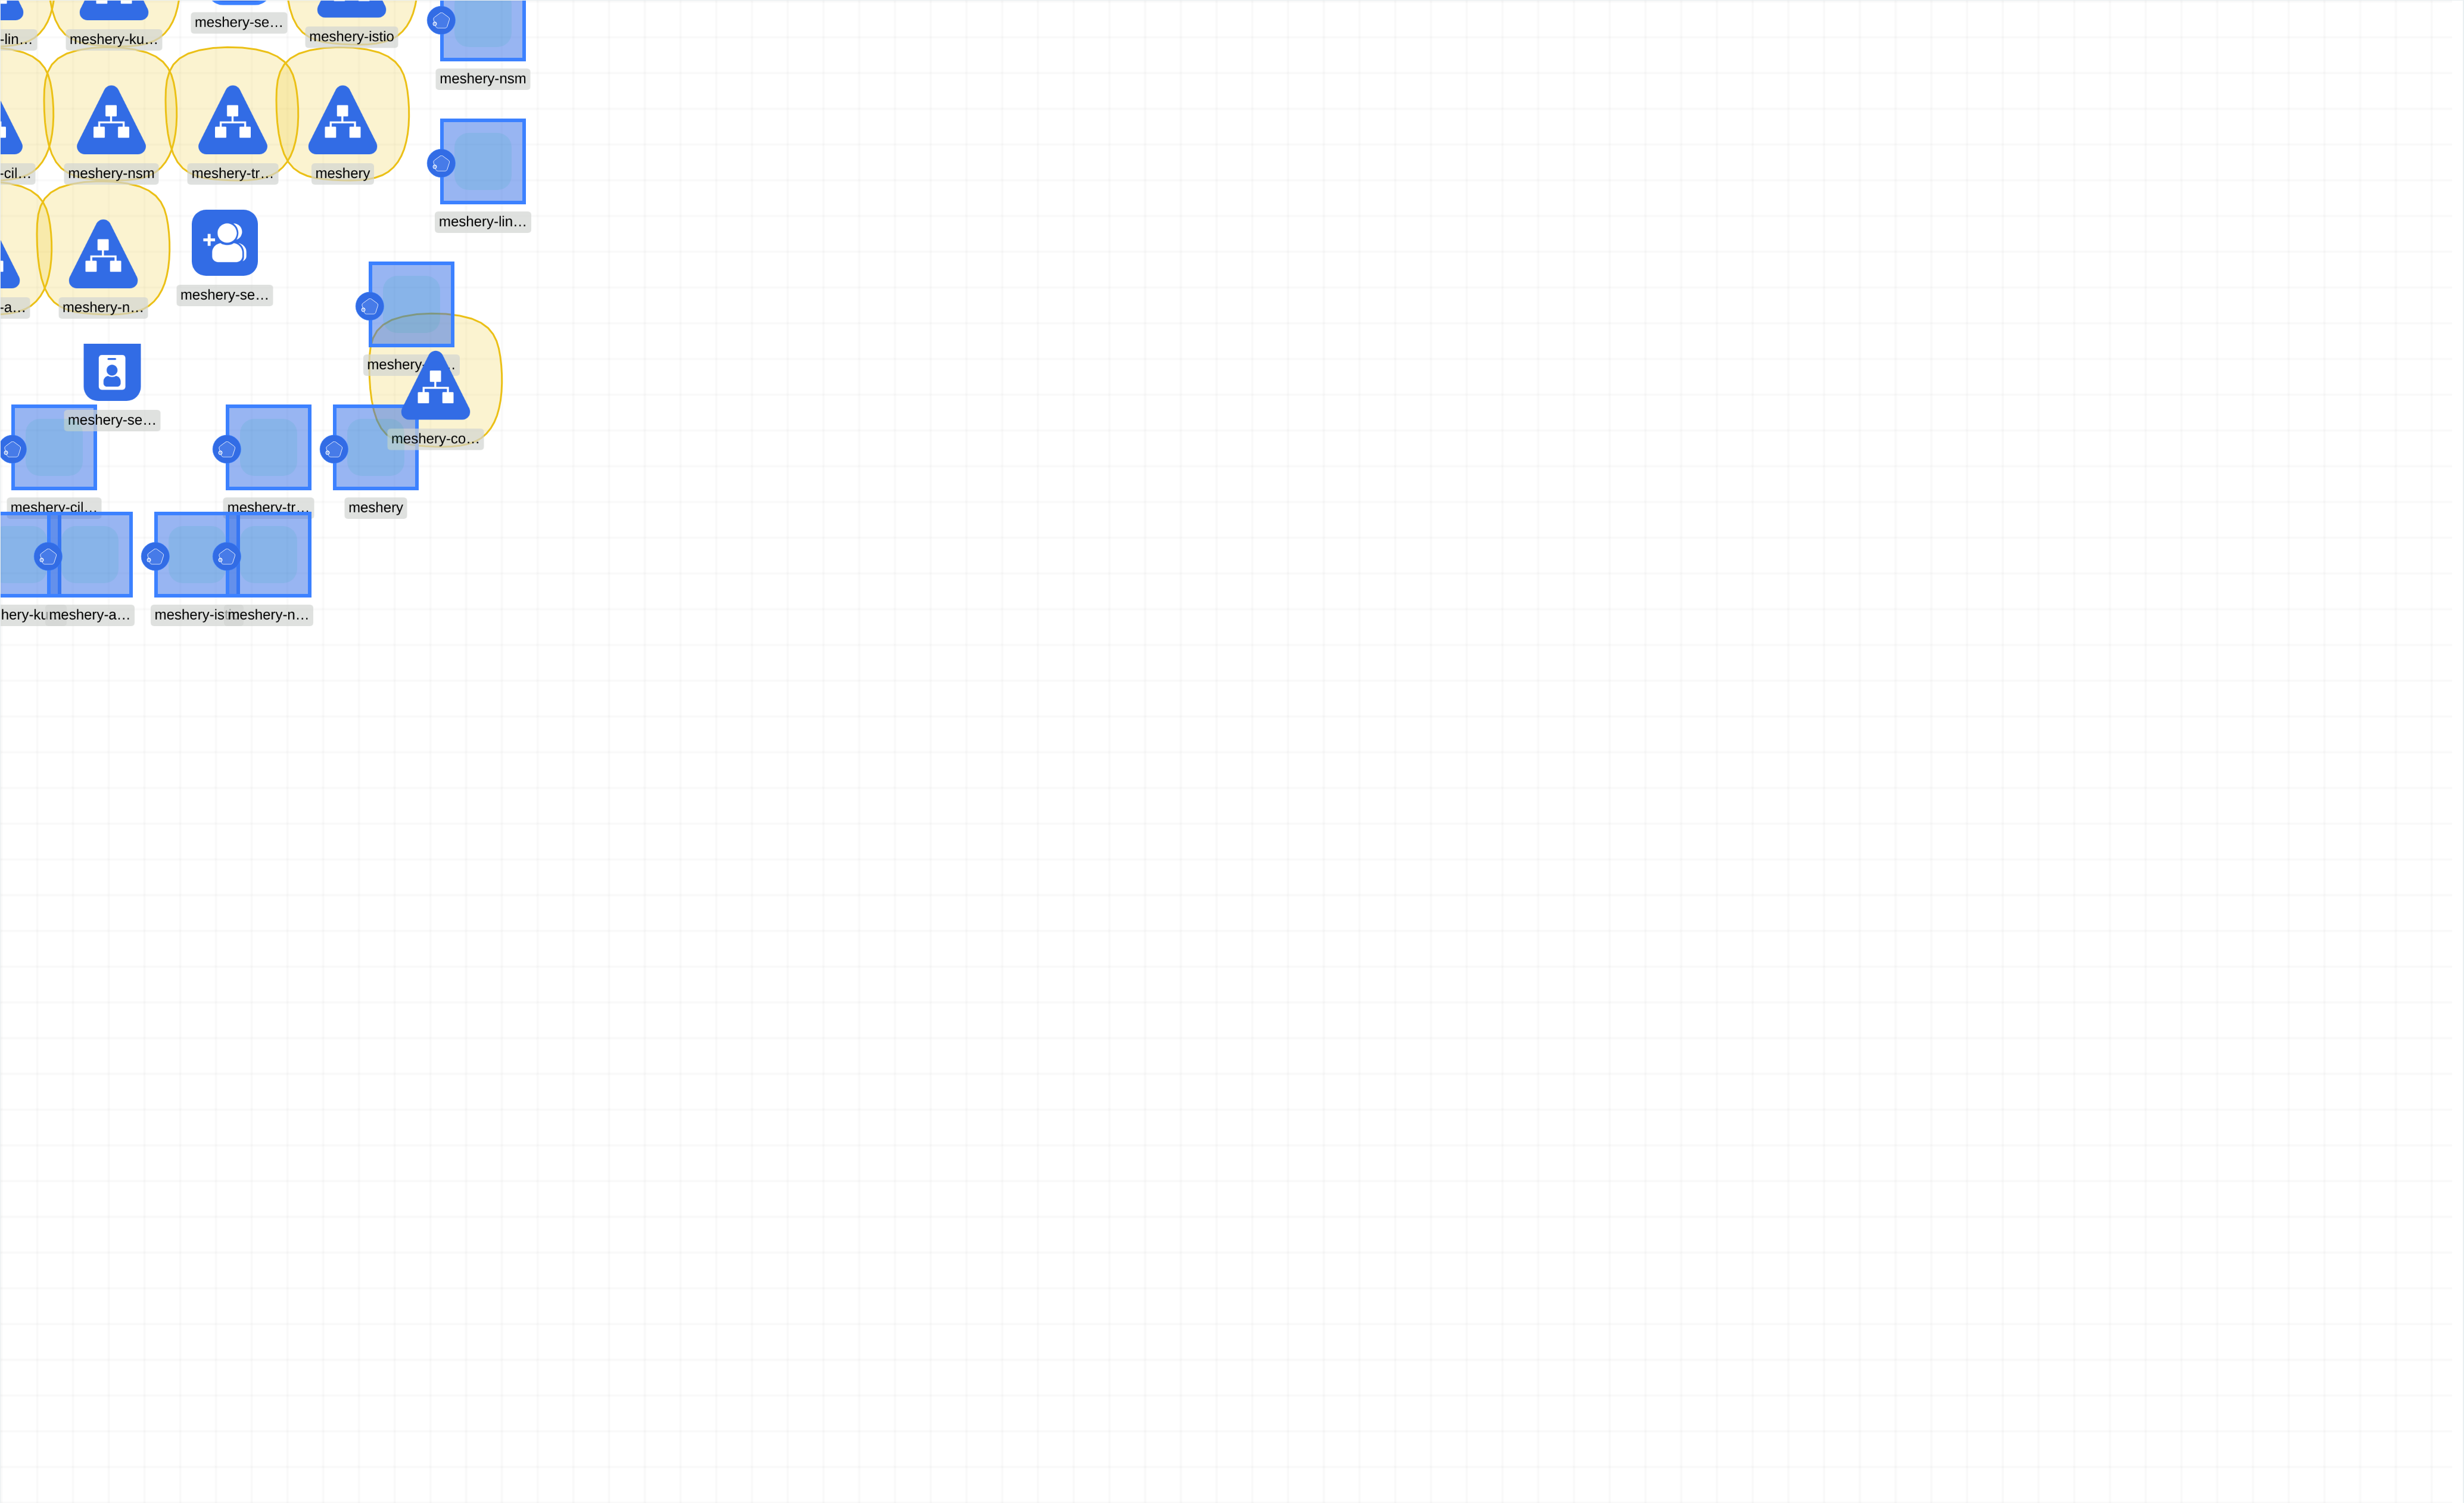 -lin…
meshery-ku…
meshery-se…
meshery-istio
meshery-nsm
-cil…
meshery-nsm
meshery-tr…
meshery
meshery-lin…
-a…
meshery-n…
meshery-se…
meshery-
meshery-se…
meshery-co…
meshery-cil…
meshery-tr…
meshery
hery-ku
meshery-a…
meshery-is
meshery-n…